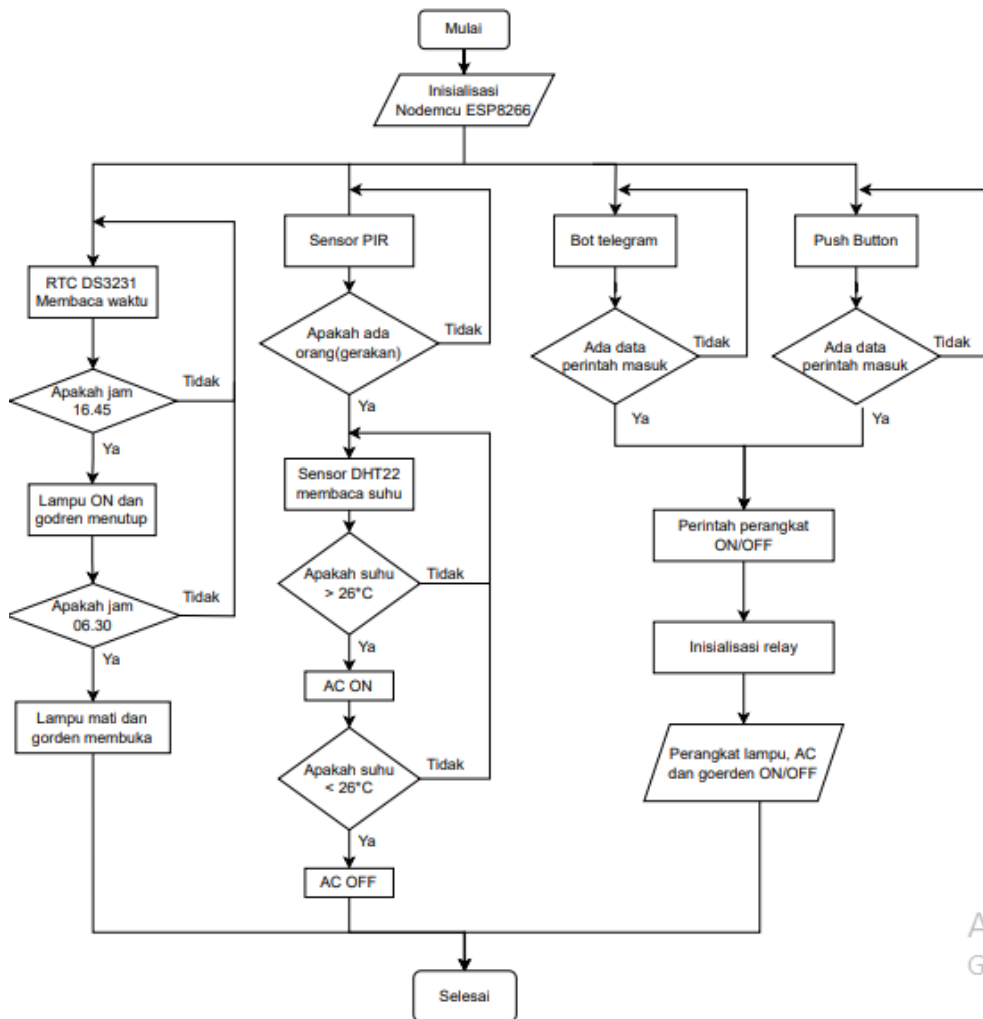 Mulai
Inisialisasi
Nodemcu ESP8266
RTC DS3231
Membaca waktu
Apakah jam
16.45
Tidak
Ya
Lampu ON dan
godren menutup
Apakah jam
06.30
Tidak
Ya
Lampu mati dan
gorden membuka
Sensor PIR
Apakah ada
orang(gerakan)
Tidak
Ya
Sensor DHT22
membaca suhu
Apakah suhu
> 26°C
Tidak
Ya
AC ON
Apakah suhu
< 26°C
Tidak
Ya
AC OFF
Bot telegram
Ada data
perintah masuk
Tidak
Ya
Push Button
Ada data
perintah masuk
Tidak
Ya
Perintah perangkat
ON/OFF
Inisialisasi relay
Perangkat lampu, AC
dan goerden ON/OFF
Selesai
A
G